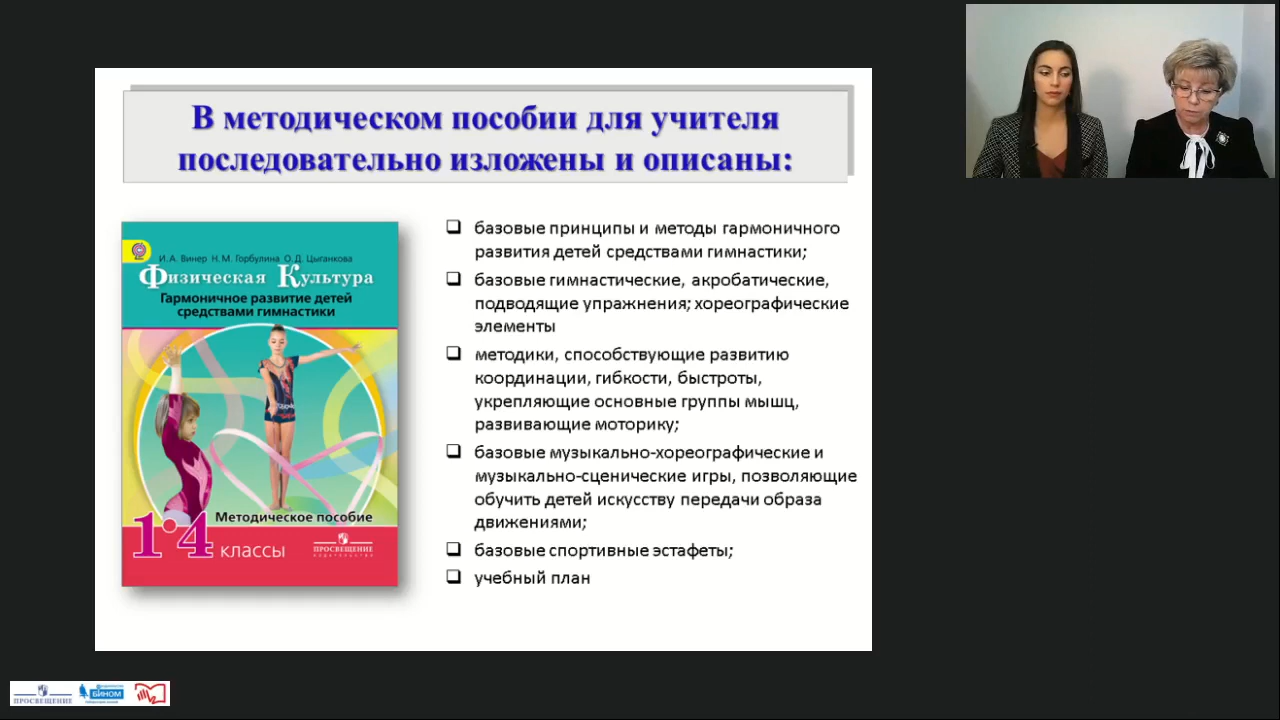 В методическом пособии для учителя
последовательно изложены и описаны:
И. А. Винер Н. М. Горбулина О. Д. Цыганкова
Физическая Культура
Гармоничное развитие детей
средствами гимнастики
Методическое пособие
1-4 классы
ПРОСВЕЩЕНИЕ
ИЗДАТЕЛЬСТВО
базовые принципы и методы гармоничного
развития детей средствами гимнастики;
базовые гимнастические, акробатические,
подводящие упражнения; хореографические
элементы
методики, способствующие развитию
координации, гибкости, быстроты,
укрепляющие основные группы мышц,
развивающие моторику;
базовые музыкально-хореографические и
музыкально-сценические игры, позволяющие
обучить детей искусству передачи образа
движениями;
базовые спортивные эстафеты;
учебный план
ПРОСВЕЩЕНИЕ
БИНОМ